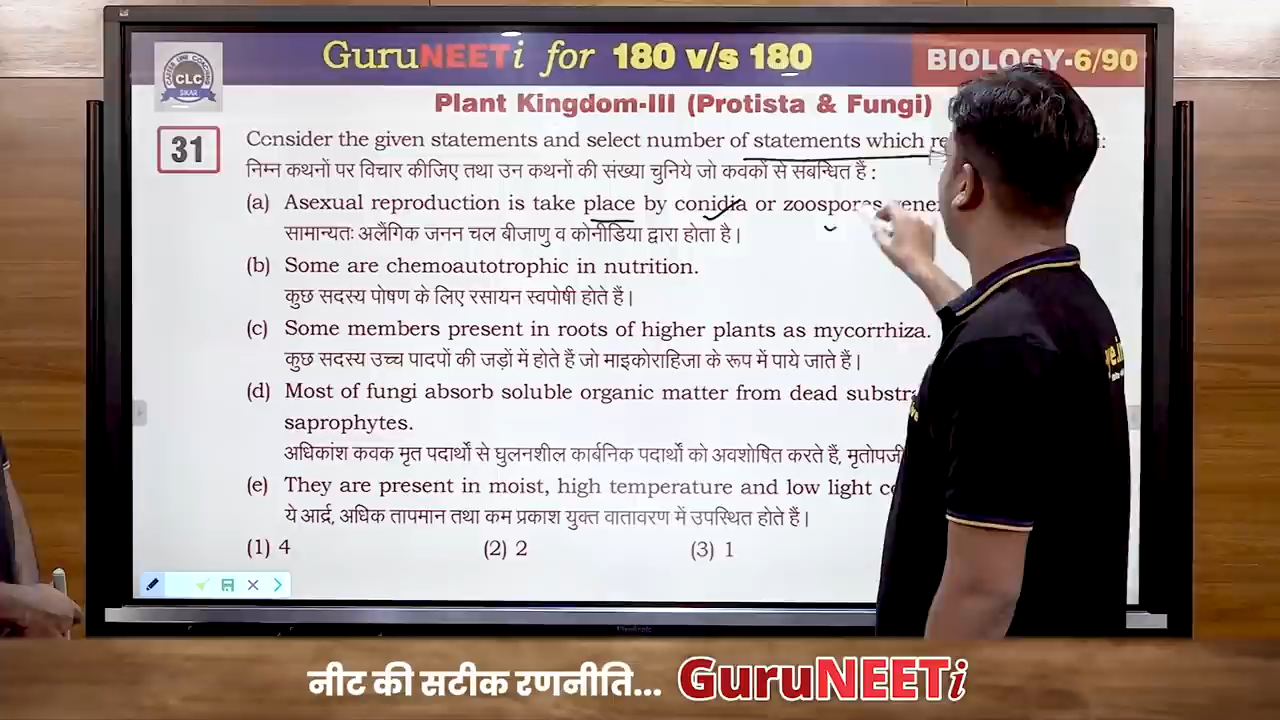 GuruNEETi for 180 v/s 180
BIOLOGY-6/90
CLC
SIKAR
Plant Kingdom-III (Protista & Fungi)
31
Consider the given statements and select number of statements which
निम्न कथनों पर विचार कीजिए तथा उन कथनों की संख्या चुनिये जो कवकों से सबन्धित हैं :
(a) Asexual reproduction is take place by conidia or zoospores
सामान्यतः अलैंगिक जनन चल बीजाणु व कोनीडिया द्वारा होता है।
(b) Some are chemoautotrophic in nutrition.
कुछ सदस्य पोषण के लिए रसायन स्वपोषी होते हैं।
(c) Some members present in roots of higher plants as mycorrhiza.
कुछ सदस्य उच्च पादपों की जड़ों में होते हैं जो माइकोराहिजा के रूप में पाये जाते हैं।
(d) Most of fungi absorb soluble organic matter from dead
saprophytes.
अधिकांश कवक मृत पदार्थों से घुलनशील कार्बनिक पदार्थों को अवशोषित करते हैं,
(e) They are present in moist, high temperature and low light
ये आर्द्र, अधिक तापमान तथा कम प्रकाश युक्त वातावरण में उपस्थित होते हैं।
(1) 4 (2) 2 (3) 1
नीट की सटीक रणनीति... GuruNEETi